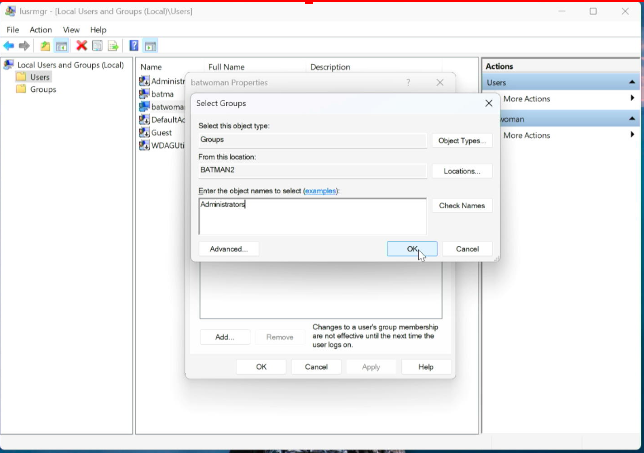 lusrmgr - [Local Users and Groups (Local)\Users]
File Action View Help
Local Users and Groups (Local)
Users
Groups
Name Full Name Description
Administr
batma
batwoma
DefaultAc
Guest
WDAGUti
batwoman Properties
Select Groups
Select this object type:
Groups
Object Types...
From this location:
BATMAN2
Locations...
Enter the object names to select (examples):
Administrators
Check Names
Advanced...
OK
Cancel
Add...
Remove
Changes to a user's group membership
are not effective until the next time the
user logs on.
OK Cancel Apply Help
Actions
Users
More Actions
woman
More Actions